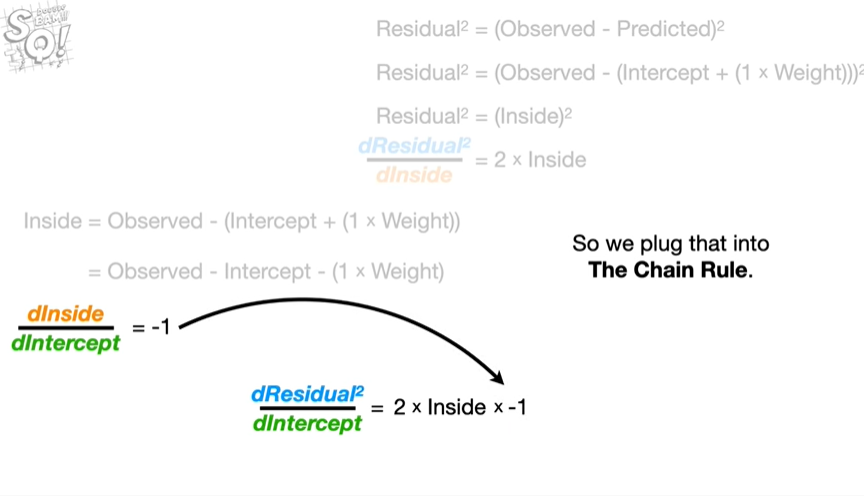 Residual² = (Observed - Predicted)²
Residual² = (Observed - (Intercept + (1 × Weight)))²
Residual² = (Inside)²
dResidual²
= 2 × Inside
dInside
Inside = Observed - (Intercept + (1 × Weight))
= Observed - Intercept - (1 × Weight)
So we plug that into
The Chain Rule.
dInside
= -1
dIntercept
dResidual²
= 2 × Inside × -1
dIntercept